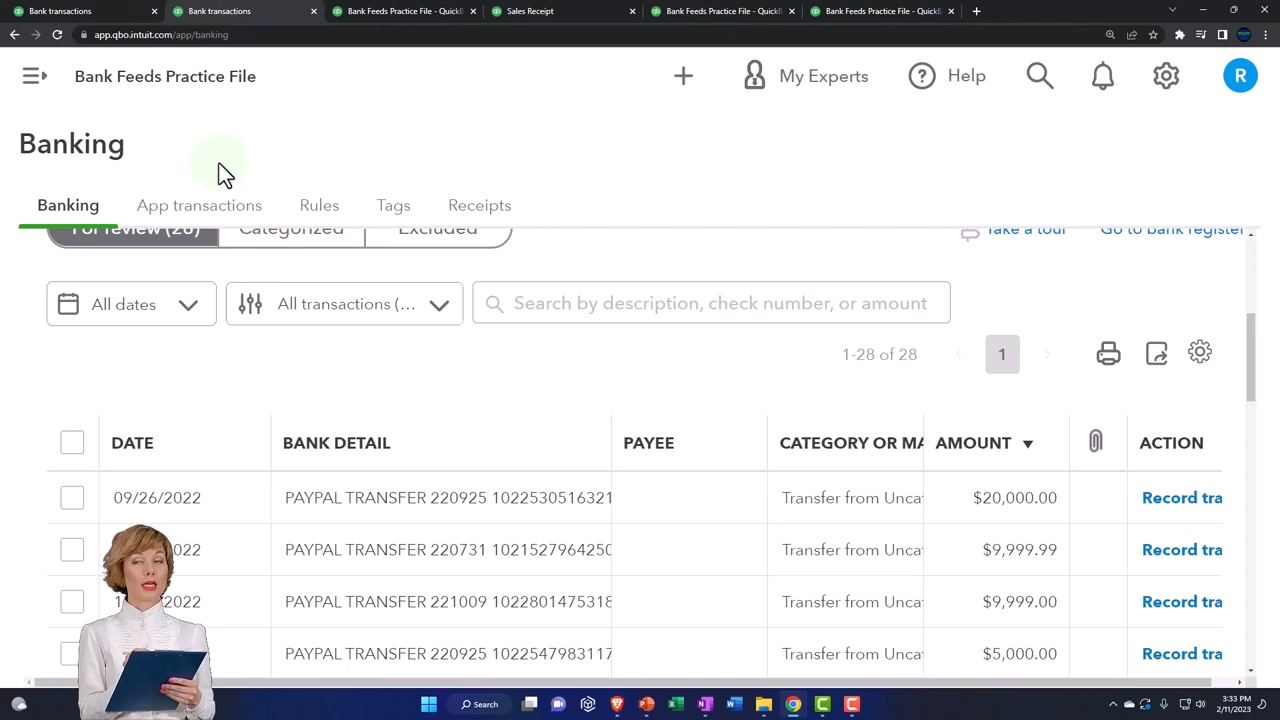 Bank transactions × Bank transactions × Bank Feeds Practice File - QuickB × Sales Receipt × Bank Feeds Practice File - QuickB × Bank Feeds Practice File - QuickB × +
app.qbo.intuit.com/app/banking
Bank Feeds Practice File My Experts Help R
Banking
Banking App transactions Rules Tags Receipts
For review (28) Categorized Excluded Take a tour Go to bank register
All dates All transactions (... Search by description, check number, or amount
1-28 of 28 1
DATE BANK DETAIL PAYEE CATEGORY OR MA AMOUNT ACTION
09/26/2022 PAYPAL TRANSFER 220925 1022530516321 Transfer from Unca $20,000.00 Record tra
022 PAYPAL TRANSFER 220731 1021527964250 Transfer from Unca $9,999.99 Record tra
1 /2022 PAYPAL TRANSFER 221009 1022801475318 Transfer from Unca $9,999.00 Record tra
PAYPAL TRANSFER 220925 1022547983117 Transfer from Unca $5,000.00 Record tra
Search 3:33 PM
2/11/2023